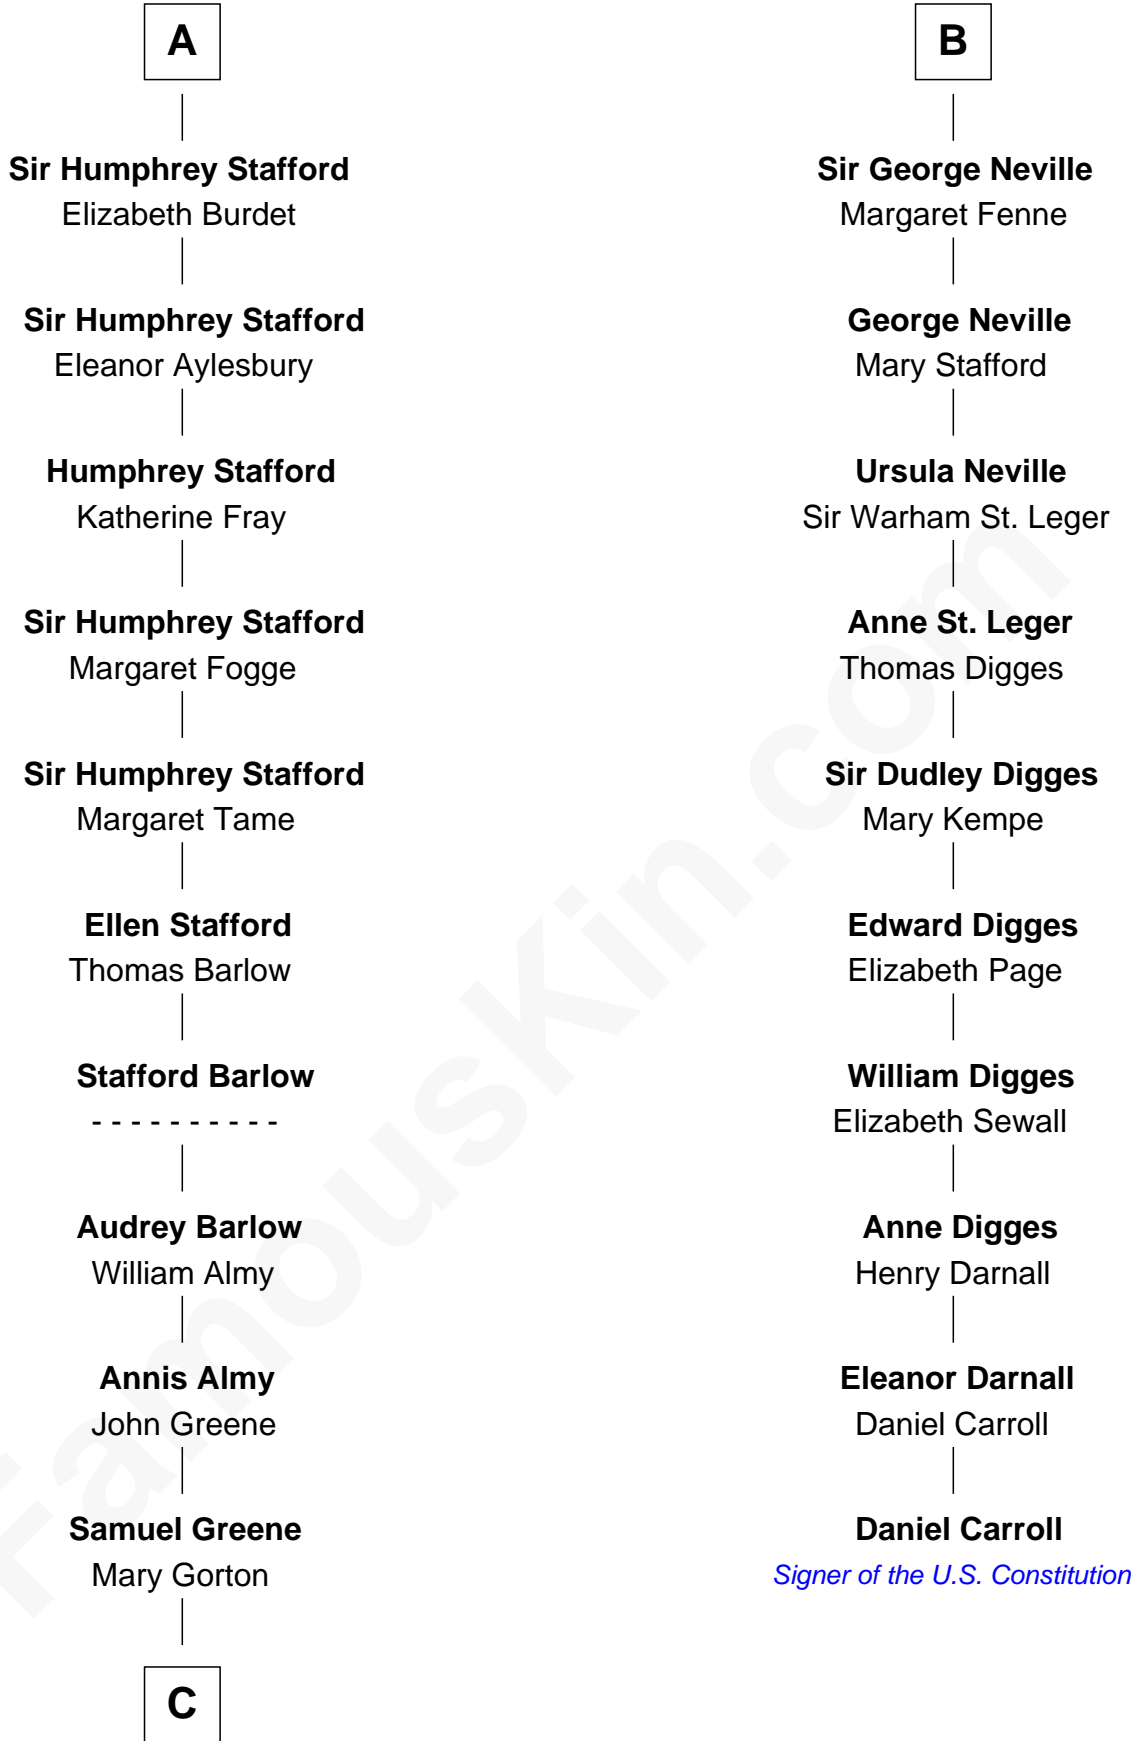 A
Sir Humphrey Stafford
Elizabeth Burdet
Sir Humphrey Stafford
Eleanor Aylesbury
Humphrey Stafford
Katherine Fray
Sir Humphrey Stafford
Margaret Fogge
Sir Humphrey Stafford
Margaret Tame
Ellen Stafford
Thomas Barlow
Stafford Barlow
- - - - - - - - - -
Audrey Barlow
William Almy
Annis Almy
John Greene
Samuel Greene
Mary Gorton
C
B
Sir George Neville
Margaret Fenne
George Neville
Mary Stafford
Ursula Neville
Sir Warham St. Leger
Anne St. Leger
Thomas Digges
Sir Dudley Digges
Mary Kempe
Edward Digges
Elizabeth Page
William Digges
Elizabeth Sewall
Anne Digges
Henry Darnall
Eleanor Darnall
Daniel Carroll
Daniel Carroll
Signer of the U.S. Constitution
FamousKin.com